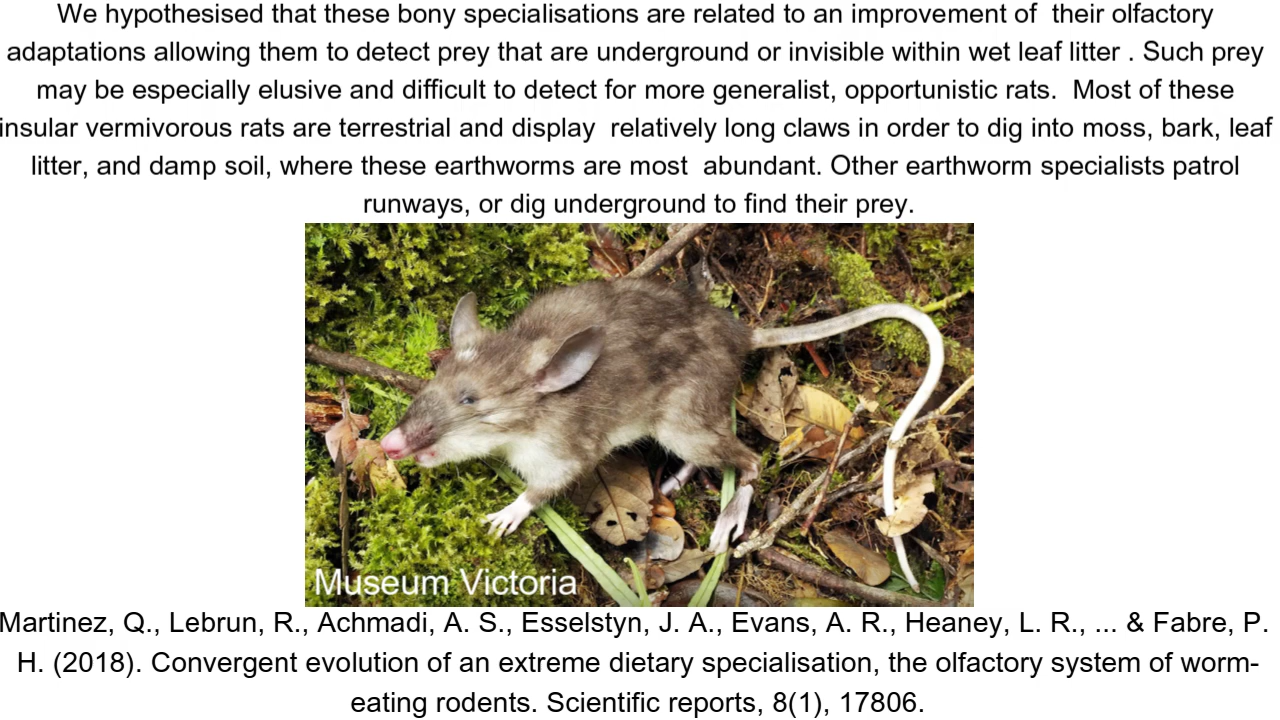 We hypothesised that these bony specialisations are related to an improvement of  their olfactory
adaptations allowing them to detect prey that are underground or invisible within wet leaf litter . Such prey
may be especially elusive and difficult to detect for more generalist, opportunistic rats.  Most of these
insular vermivorous rats are terrestrial and display  relatively long claws in order to dig into moss, bark, leaf
litter, and damp soil, where these earthworms are most  abundant. Other earthworm specialists patrol
runways, or dig underground to find their prey.
Museum Victoria
Martinez, Q., Lebrun, R., Achmadi, A. S., Esselstyn, J. A., Evans, A. R., Heaney, L. R., ... & Fabre, P.
H. (2018). Convergent evolution of an extreme dietary specialisation, the olfactory system of worm-
eating rodents. Scientific reports, 8(1), 17806.